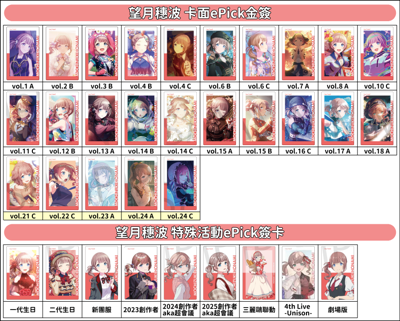 望月穗波 卡面ePick金簽
vol.1 A
vol.2 B
vol.3 B
vol.4 B
vol.4 C
vol.6 B
vol.6 C
vol.7 A
vol.8 A
vol.10 C
vol.11 C
vol.12 B
vol.13 A
vol.14 B
vol.14 C
vol.15 A
vol.15 B
vol.16 C
vol.17 A
vol.18 A
vol.21 C
vol.22 C
vol.23 A
vol.24 A
vol.24 C
望月穗波 特殊活動ePick簽卡
一代生日
二代生日
新團服
2023創作者
2024創作者
aka超會議
2025創作者
aka超會議
三麗鷗聯動
4th Live
-Unison-
劇場版